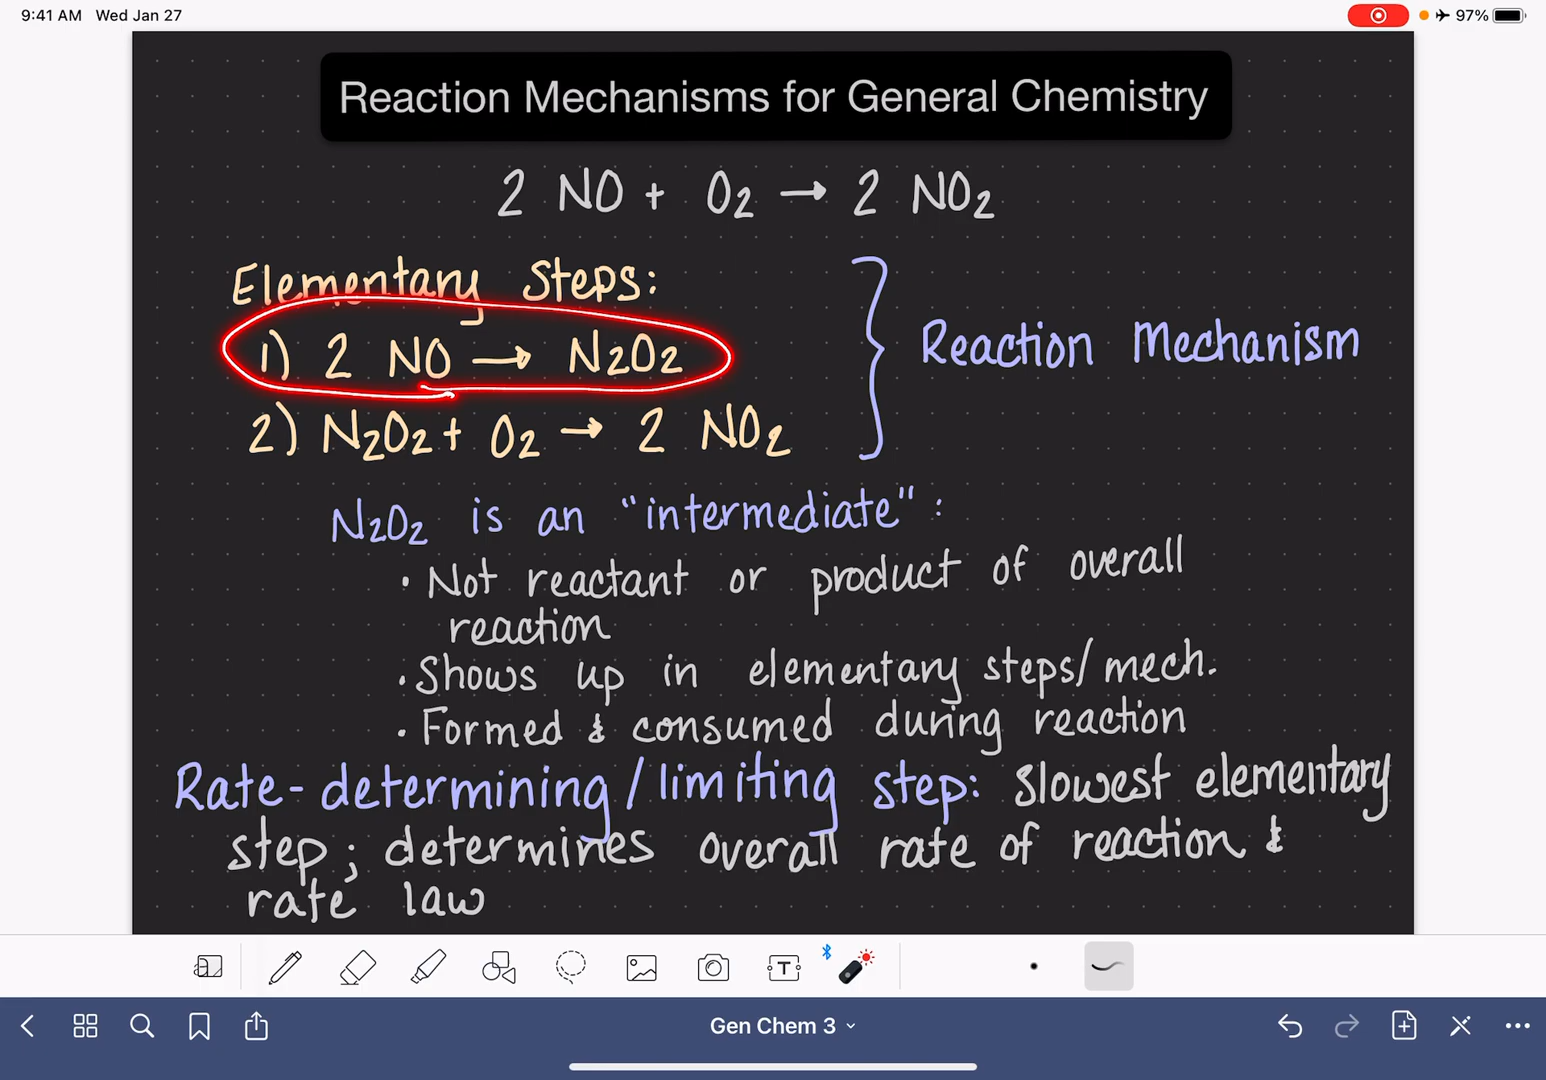 9:41 AM Wed Jan 27
97%
Reaction Mechanisms for General Chemistry
2 NO + O₂ → 2 NO₂
Elementary Steps:
1) 2 NO → N₂O₂
2) N₂O₂ + O₂ → 2 NO₂
Reaction Mechanism
N₂O₂ is an "intermediate":
• Not reactant or product of overall
reaction
• Shows up in elementary steps/mech.
• Formed & consumed during reaction
Rate-determining/limiting step: slowest elementary
step; determines overall rate of reaction &
rate law
T
Gen Chem 3